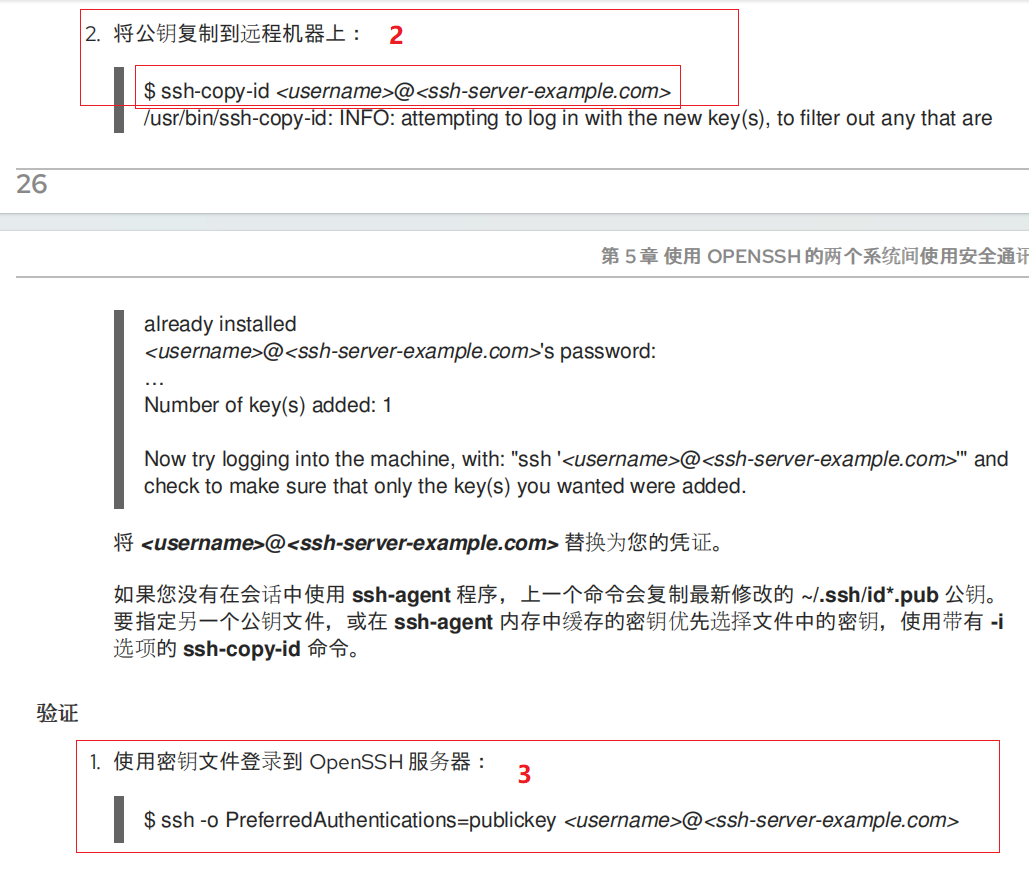 2. 将公钥复制到远程机器上： 2
$ ssh-copy-id <username>@<ssh-server-example.com>
/usr/bin/ssh-copy-id: INFO: attempting to log in with the new key(s), to filter out any that are
26
第 5 章 使用 OPENSSH 的两个系统间使用安全通讯
already installed
<username>@<ssh-server-example.com>'s password:
…
Number of key(s) added: 1
Now try logging into the machine, with: "ssh '<username>@<ssh-server-example.com>'" and
check to make sure that only the key(s) you wanted were added.
将 <username>@<ssh-server-example.com> 替换为您的凭证。
如果您没有在会话中使用 ssh-agent 程序，上一个命令会复制最新修改的 ~/.ssh/id*.pub 公钥。
要指定另一个公钥文件，或在 ssh-agent 内存中缓存的密钥优先选择文件中的密钥，使用带有 -i
选项的 ssh-copy-id 命令。
验证
1. 使用密钥文件登录到 OpenSSH 服务器： 3
$ ssh -o PreferredAuthentications=publickey <username>@<ssh-server-example.com>